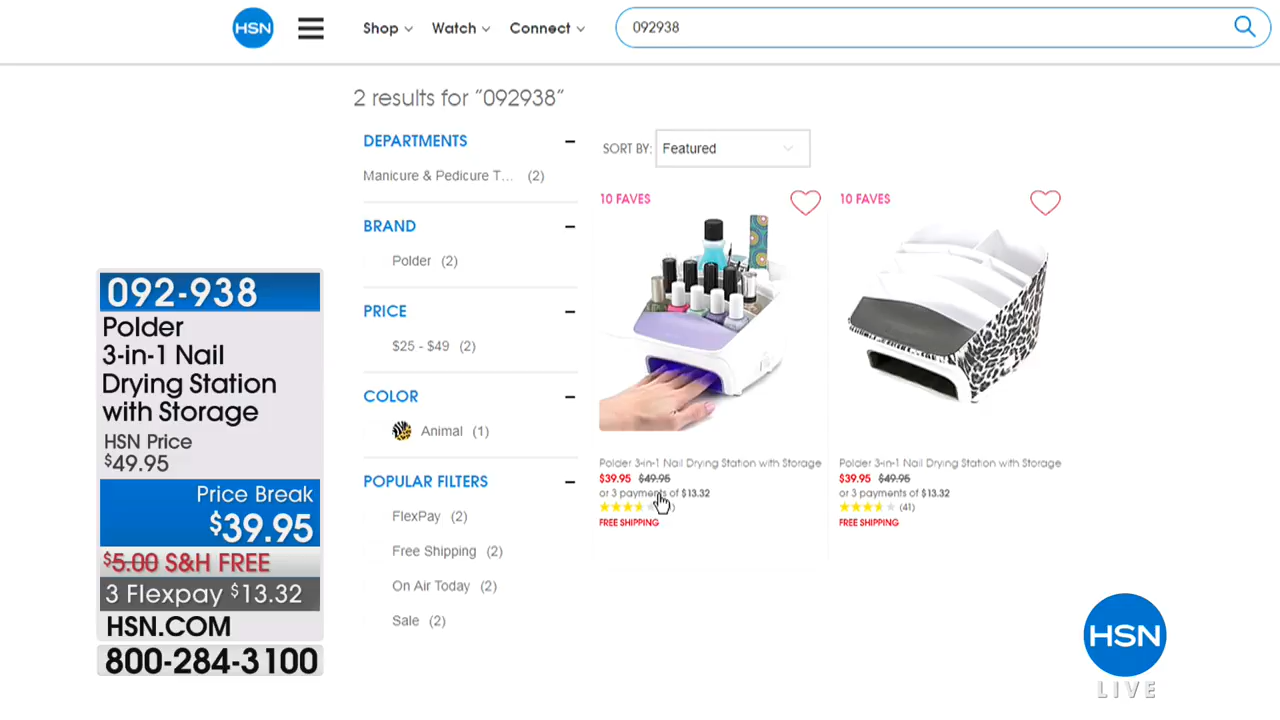 HSN
Shop
Watch
Connect
092938
2 results for “092938”
DEPARTMENTS
Manicure & Pedicure T... (2)
BRAND
Polder (2)
PRICE
$25 - $49 (2)
COLOR
Animal (1)
POPULAR FILTERS
FlexPay (2)
Free Shipping (2)
On Air Today (2)
Sale (2)
SORT BY: Featured
10 FAVES
Polder 3-in-1 Nail Drying Station with Storage
$39.95 $49.95
or 3 payments of $13.32
FREE SHIPPING
10 FAVES
Polder 3-in-1 Nail Drying Station with Storage
$39.95 $49.95
or 3 payments of $13.32
(41)
FREE SHIPPING
092-938
Polder
3-in-1 Nail
Drying Station
with Storage
HSN Price
$49.95
Price Break
$39.95
$5.00 S&H FREE
3 Flexpay $13.32
HSN.COM
800-284-3100
HSN
LIVE